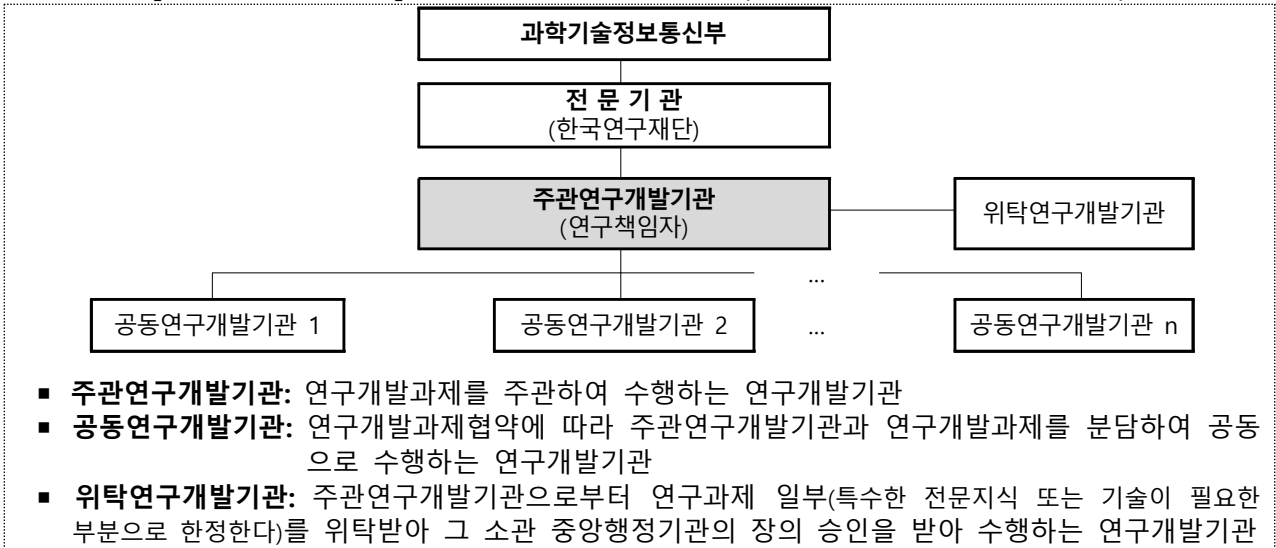 과학기술정보통신부
전 문 기 관
(한국연구재단)
주관연구개발기관
(연구책임자)
위탁연구개발기관
...
공동연구개발기관 1
공동연구개발기관 2
...
공동연구개발기관 n
▪ 주관연구개발기관: 연구개발과제를 주관하여 수행하는 연구개발기관
▪ 공동연구개발기관: 연구개발과제협약에 따라 주관연구개발기관과 연구개발과제를 분담하여 공동
으로 수행하는 연구개발기관
▪ 위탁연구개발기관: 주관연구개발기관으로부터 연구과제 일부(특수한 전문지식 또는 기술이 필요한
부분으로 한정한다)를 위탁받아 그 소관 중앙행정기관의 장의 승인을 받아 수행하는 연구개발기관